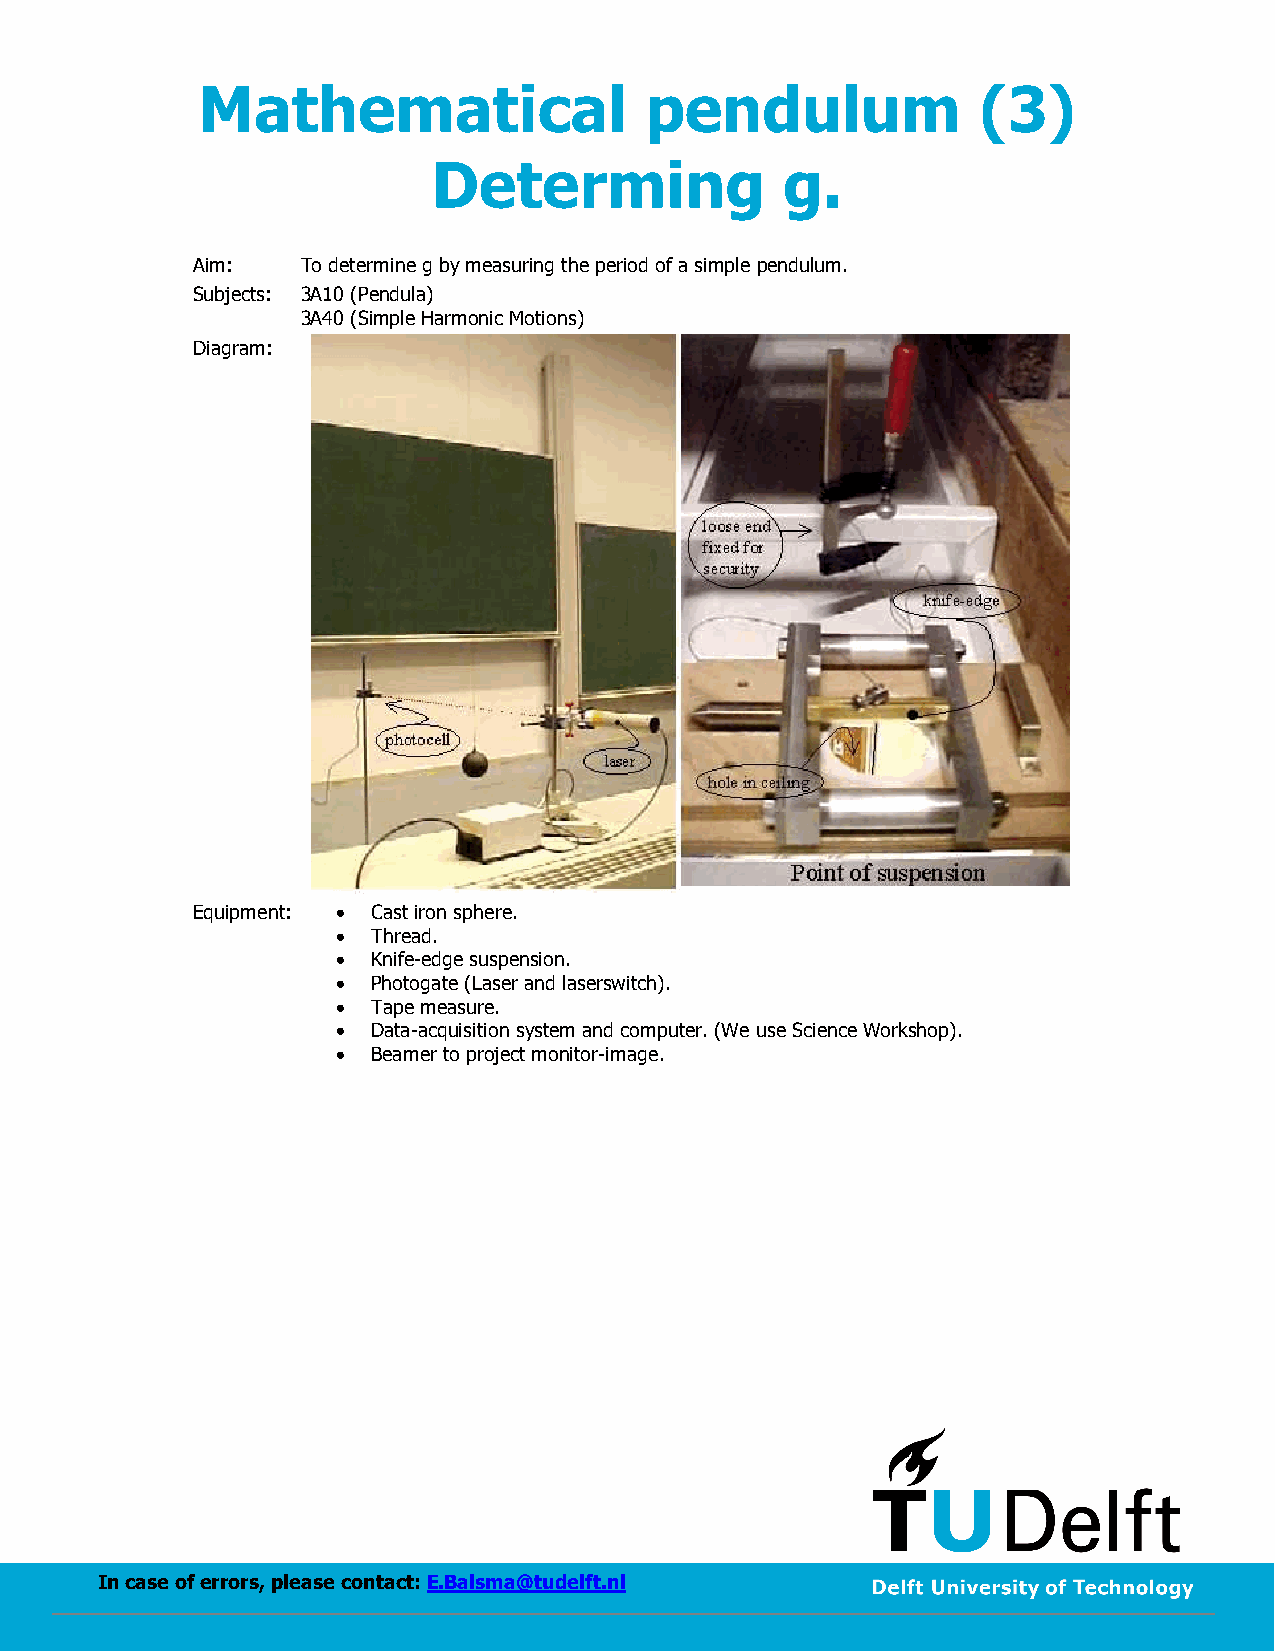 Mathematical pendulum (3)
Determing g.
Aim: To determine g by measuring the period of a simple pendulum.
Subjects: 3A10 (Pendula)
3A40 (Simple Harmonic Motions)
Diagram:
loose end
fixed for
security
knife-edge
photocell
laser
hole in ceiling
Point of suspension
Equipment: • Cast iron sphere.
• Thread.
• Knife-edge suspension.
• Photogate (Laser and laserswitch).
• Tape measure.
• Data-acquisition system and computer. (We use Science Workshop).
• Beamer to project monitor-image.
TUDelft
In case of errors, please contact: E.Balsma@tudelft.nl
Delft University of Technology